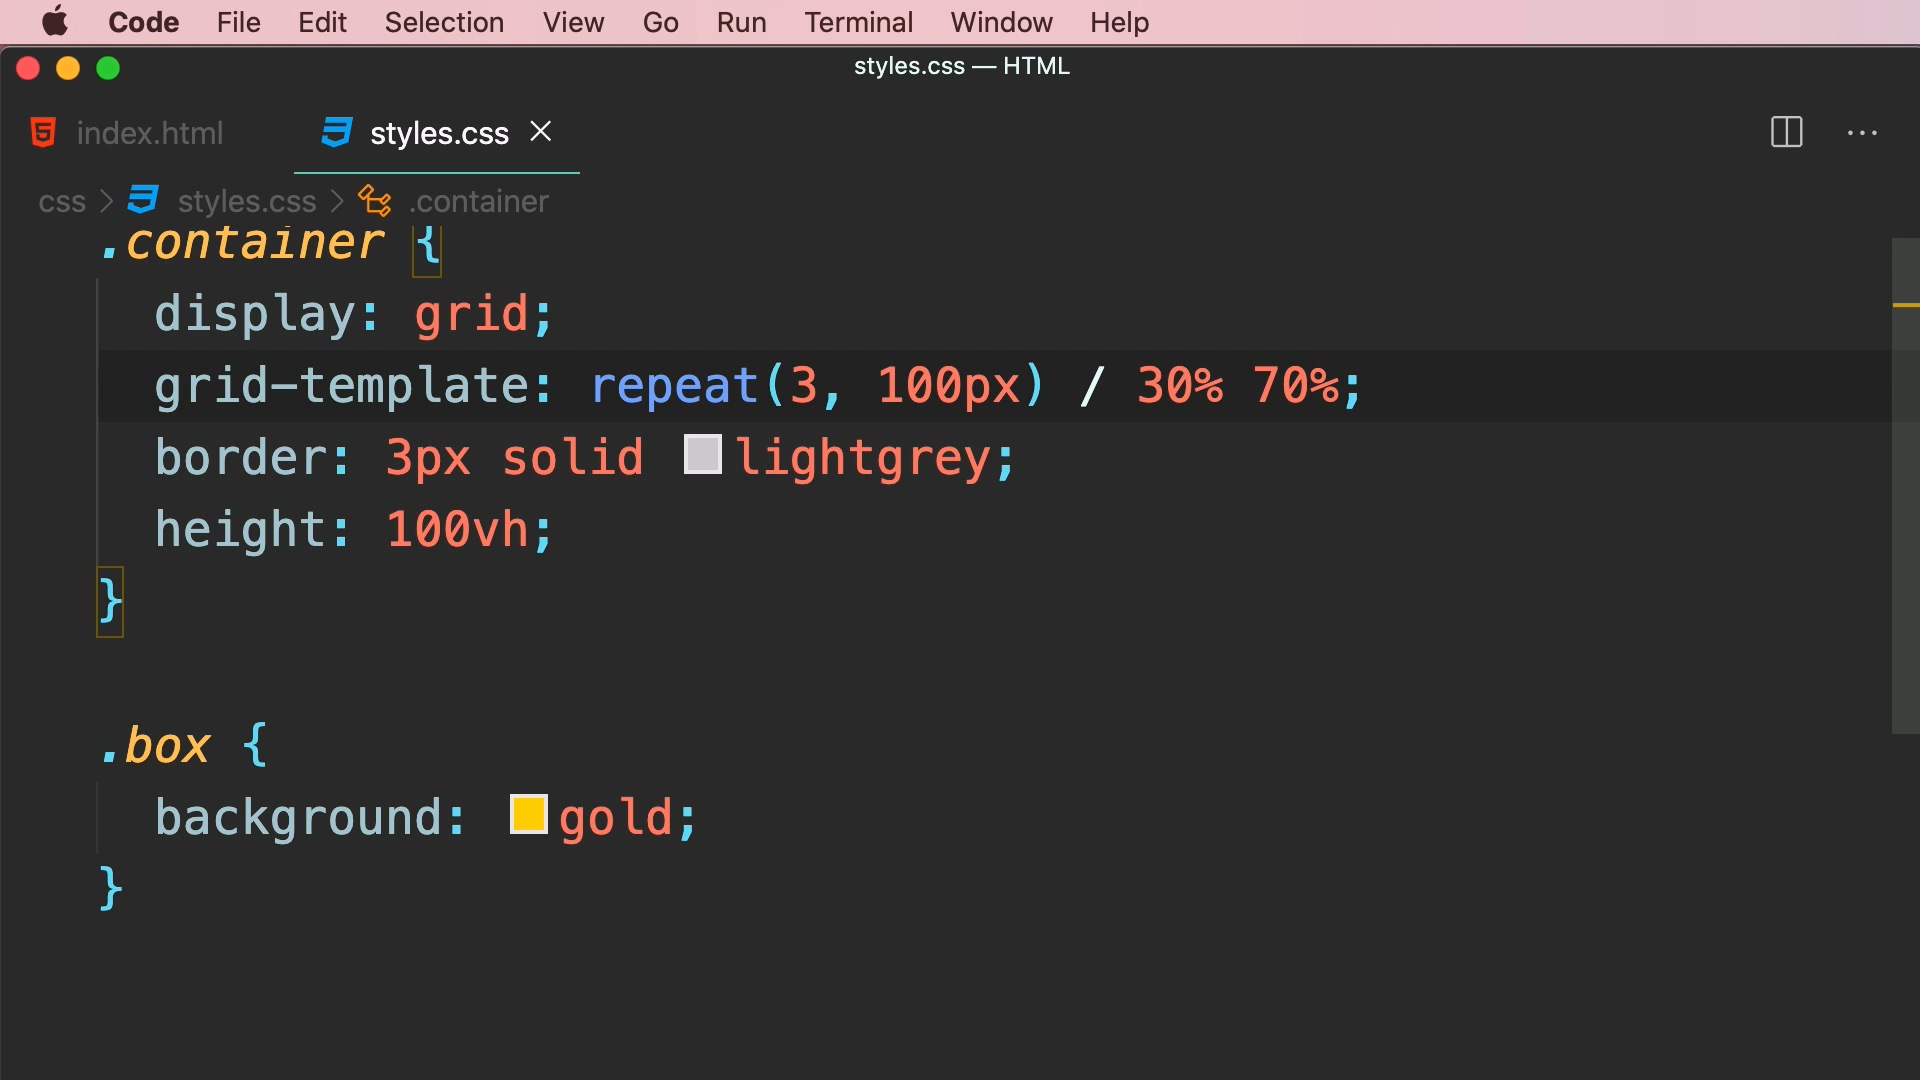 Code File Edit Selection View Go Run Terminal Window Help
styles.css — HTML
index.html styles.css
css > styles.css > .container
.container {
display: grid;
grid-template: repeat(3, 100px) / 30% 70%;
border: 3px solid lightgrey;
height: 100vh;
}
.box {
background: gold;
}